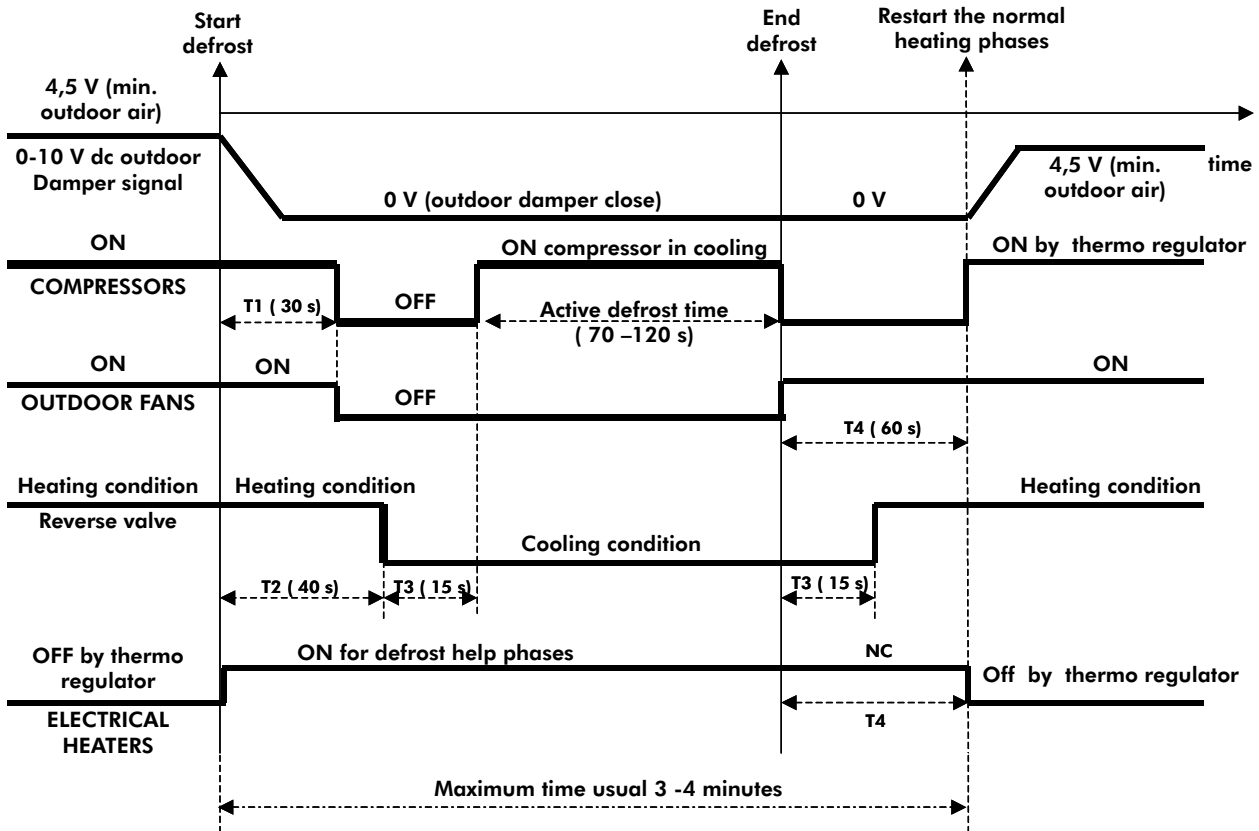 Start
defrost
End
defrost
Restart the normal
heating phases
4,5 V (min.
outdoor air)
0-10 V dc outdoor
Damper signal
0 V (outdoor damper close)
0 V
4,5 V (min.
outdoor air)
time
ON
COMPRESSORS
T1 ( 30 s)
OFF
ON compressor in cooling
Active defrost time
( 70 –120 s)
ON by thermo regulator
ON
OUTDOOR FANS
ON
OFF
ON
T4 ( 60 s)
Heating condition
Reverse valve
Heating condition
Cooling condition
Heating condition
T2 ( 40 s)
T3 ( 15 s)
T3 ( 15 s)
OFF by thermo
regulator
ELECTRICAL
HEATERS
ON for defrost help phases
NC
Off by thermo regulator
T4
Maximum time usual 3 -4 minutes